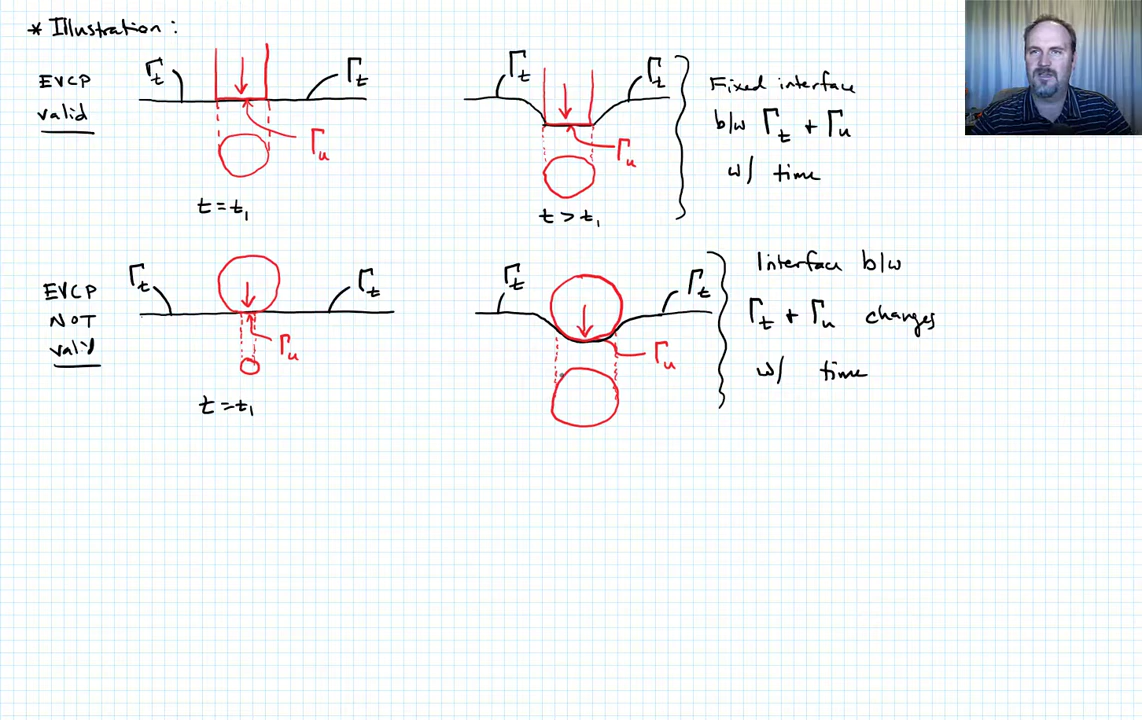 * Illustration :
EVCP
valid
Γt
Γt
Γu
t = t1
Γt
Γt
Γu
t > t1
Fixed interface
b/w Γt + Γu
w/ time
EVCP
NOT
valid
Γt
Γt
Γu
t = t1
Γt
Γt
Γu
Interface b/w
Γt + Γu changes
w/ time